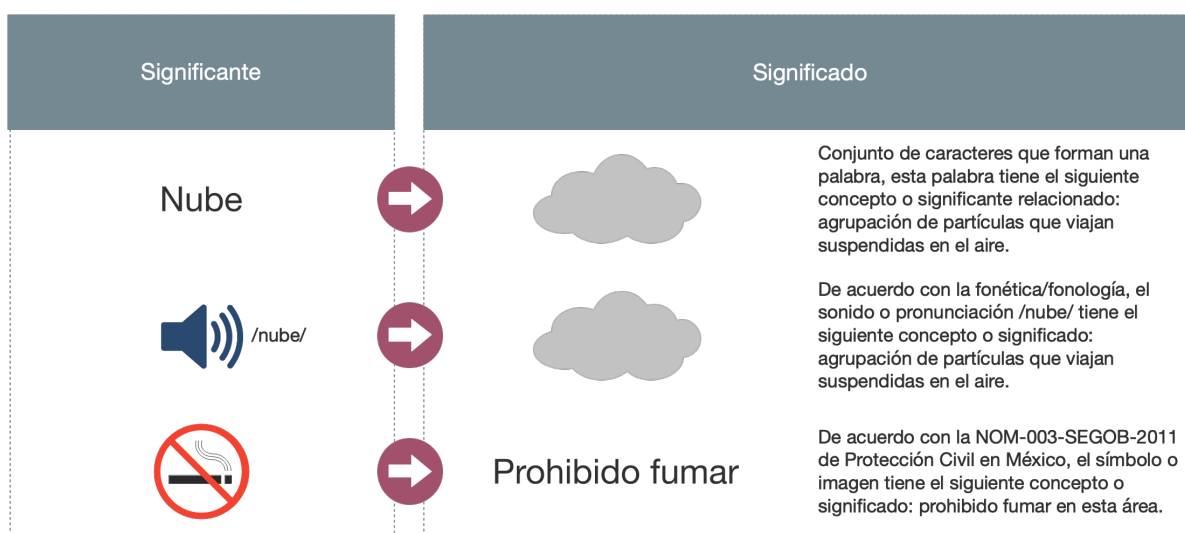 Significante
Significado
Nube
Conjunto de caracteres que forman una
palabra, esta palabra tiene el siguiente
concepto o significante relacionado:
agrupación de partículas que viajan
suspendidas en el aire.
/nube/
De acuerdo con la fonética/fonología, el
sonido o pronunciación /nube/ tiene el
siguiente concepto o significado:
agrupación de partículas que viajan
suspendidas en el aire.
Prohibido fumar
De acuerdo con la NOM-003-SEGOB-2011
de Protección Civil en México, el símbolo o
imagen tiene el siguiente concepto o
significado: prohibido fumar en esta área.